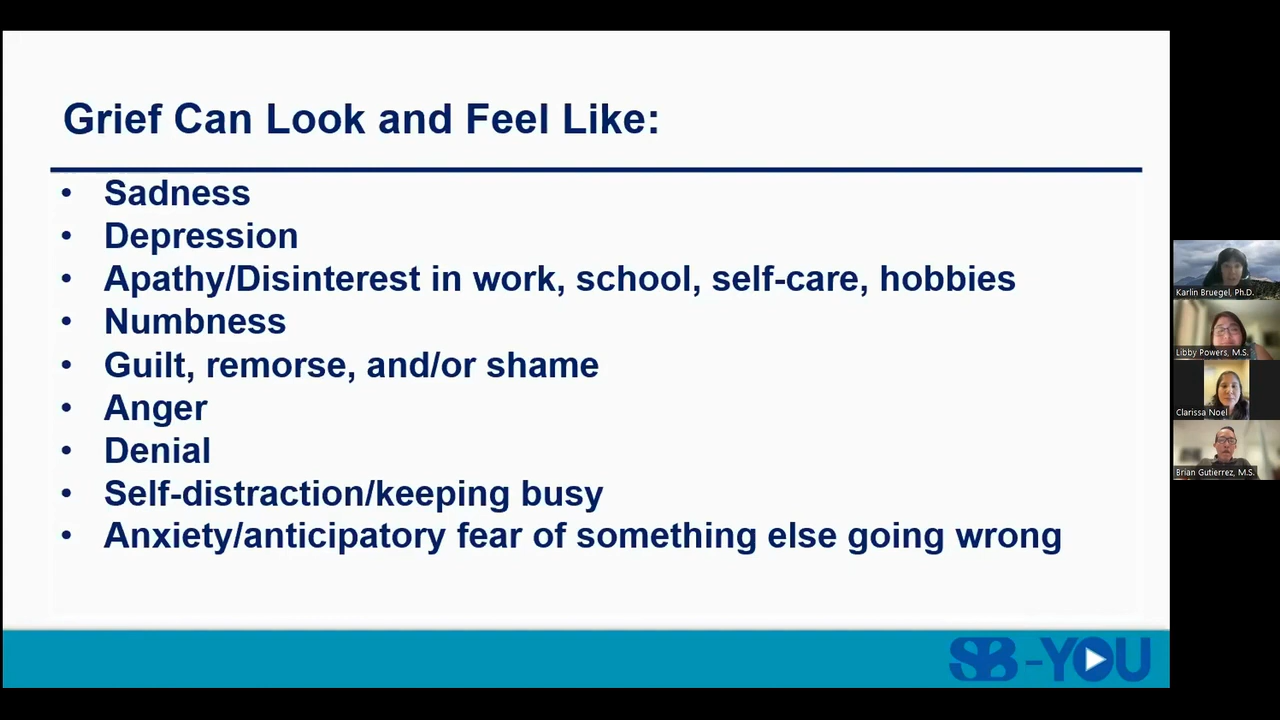 Grief Can Look and Feel Like:
• Sadness
• Depression
• Apathy/Disinterest in work, school, self-care, hobbies
• Numbness
• Guilt, remorse, and/or shame
• Anger
• Denial
• Self-distraction/keeping busy
• Anxiety/anticipatory fear of something else going wrong
SB-YOU
Karlin Bruegel, Ph.D.
Libby Powers, M.S.
Clarissa Noel
Brian Gutierrez, M.S.